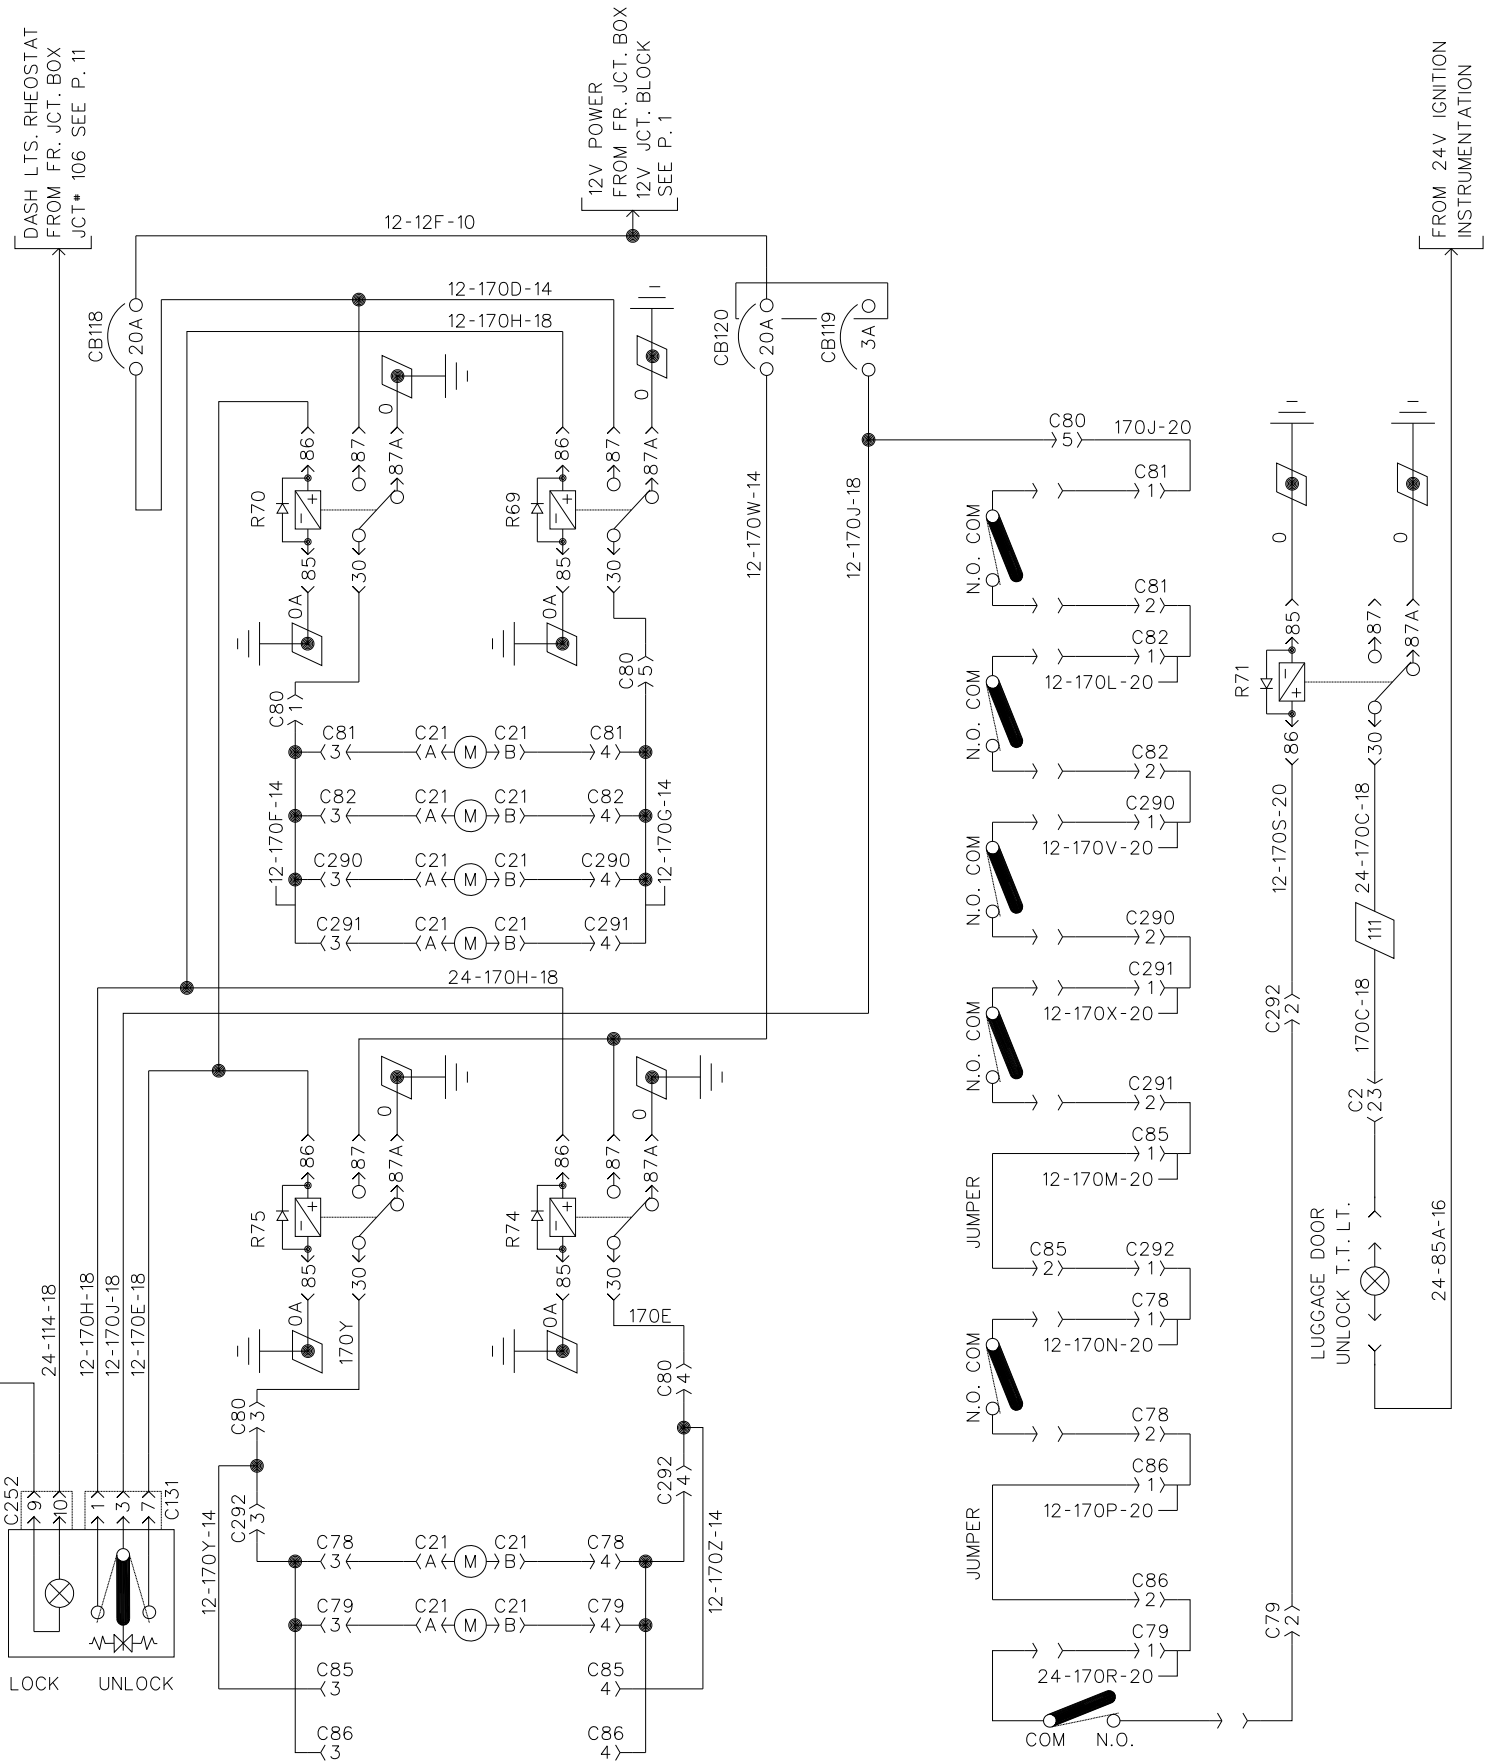 DASH LTS. RHEOSTAT
FROM FR. JCT. BOX
JCT* 106 SEE P. 11
12V POWER
FROM FR. JCT. BOX
12V JCT. BLOCK
SEE P. 1
FROM 24V IGNITION
INSTRUMENTATION
12-12F-10
12-170D-14
12-170H-18
CB118
20A
CB120
20A
CB119
3A
C80
5
170J-20
R70
86
87
87A
0
85
30
0A
R69
86
87
87A
0
85
30
0A
12-170W-14
12-170J-18
C80
1
C80
5
C81
3
C21
A
M
C21
B
C81
4
C82
3
C21
A
M
C21
B
C82
4
C290
3
C21
A
M
C21
B
C290
4
C291
3
C21
A
M
C21
B
C291
4
12-170F-14
12-170G-14
24-170H-18
C81
1
N.O. COM
C81
2
C82
1
12-170L-20
N.O. COM
C82
2
C290
1
12-170V-20
N.O. COM
C290
2
C291
1
12-170X-20
N.O. COM
C291
2
C85
1
12-170M-20
JUMPER
C85
2
C292
1
C78
1
12-170N-20
N.O. COM
C78
2
C86
1
12-170P-20
JUMPER
C86
2
C79
1
24-170R-20
COM N.O.
R71
0
85
86
0
87
87A
30
12-170S-20
24-170C-18
111
170C-18
C292
2
C2
23
C79
2
LUGGAGE DOOR
UNLOCK T.T. LT.
24-85A-16
R75
86
87
87A
0
85
30
0A
170Y
R74
86
87
87A
0
85
30
0A
170E
C80
3
C80
4
C292
3
C292
4
12-170Y-14
12-170Z-14
C78
3
C21
A
M
C21
B
C78
4
C79
3
C21
A
M
C21
B
C79
4
C85
3
C85
4
C86
3
C86
4
24-114-18
12-170H-18
12-170J-18
12-170E-18
C252
9
10
1
3
7
C131
LOCK
UNLOCK